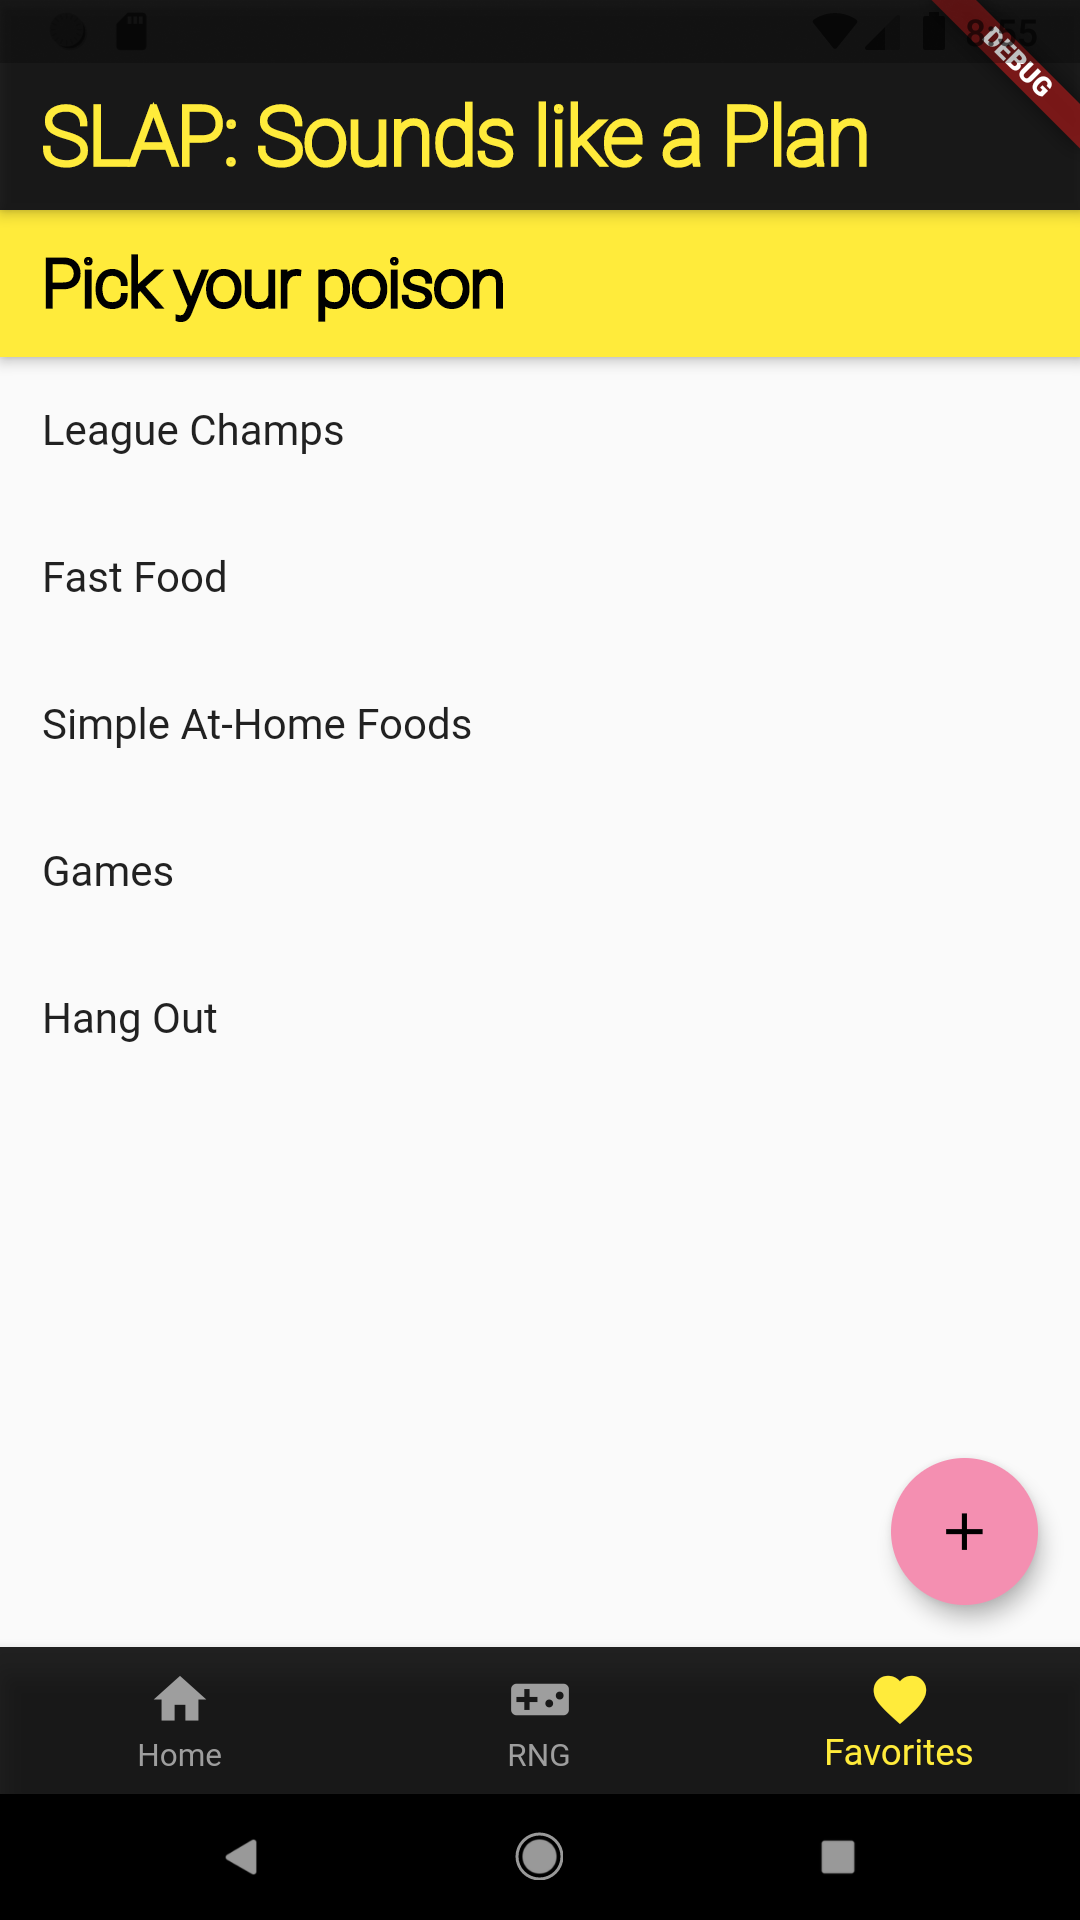 8:55
DEBUG
SLAP: Sounds like a Plan
Pick your poison
League Champs
Fast Food
Simple At-Home Foods
Games
Hang Out
Home
RNG
Favorites